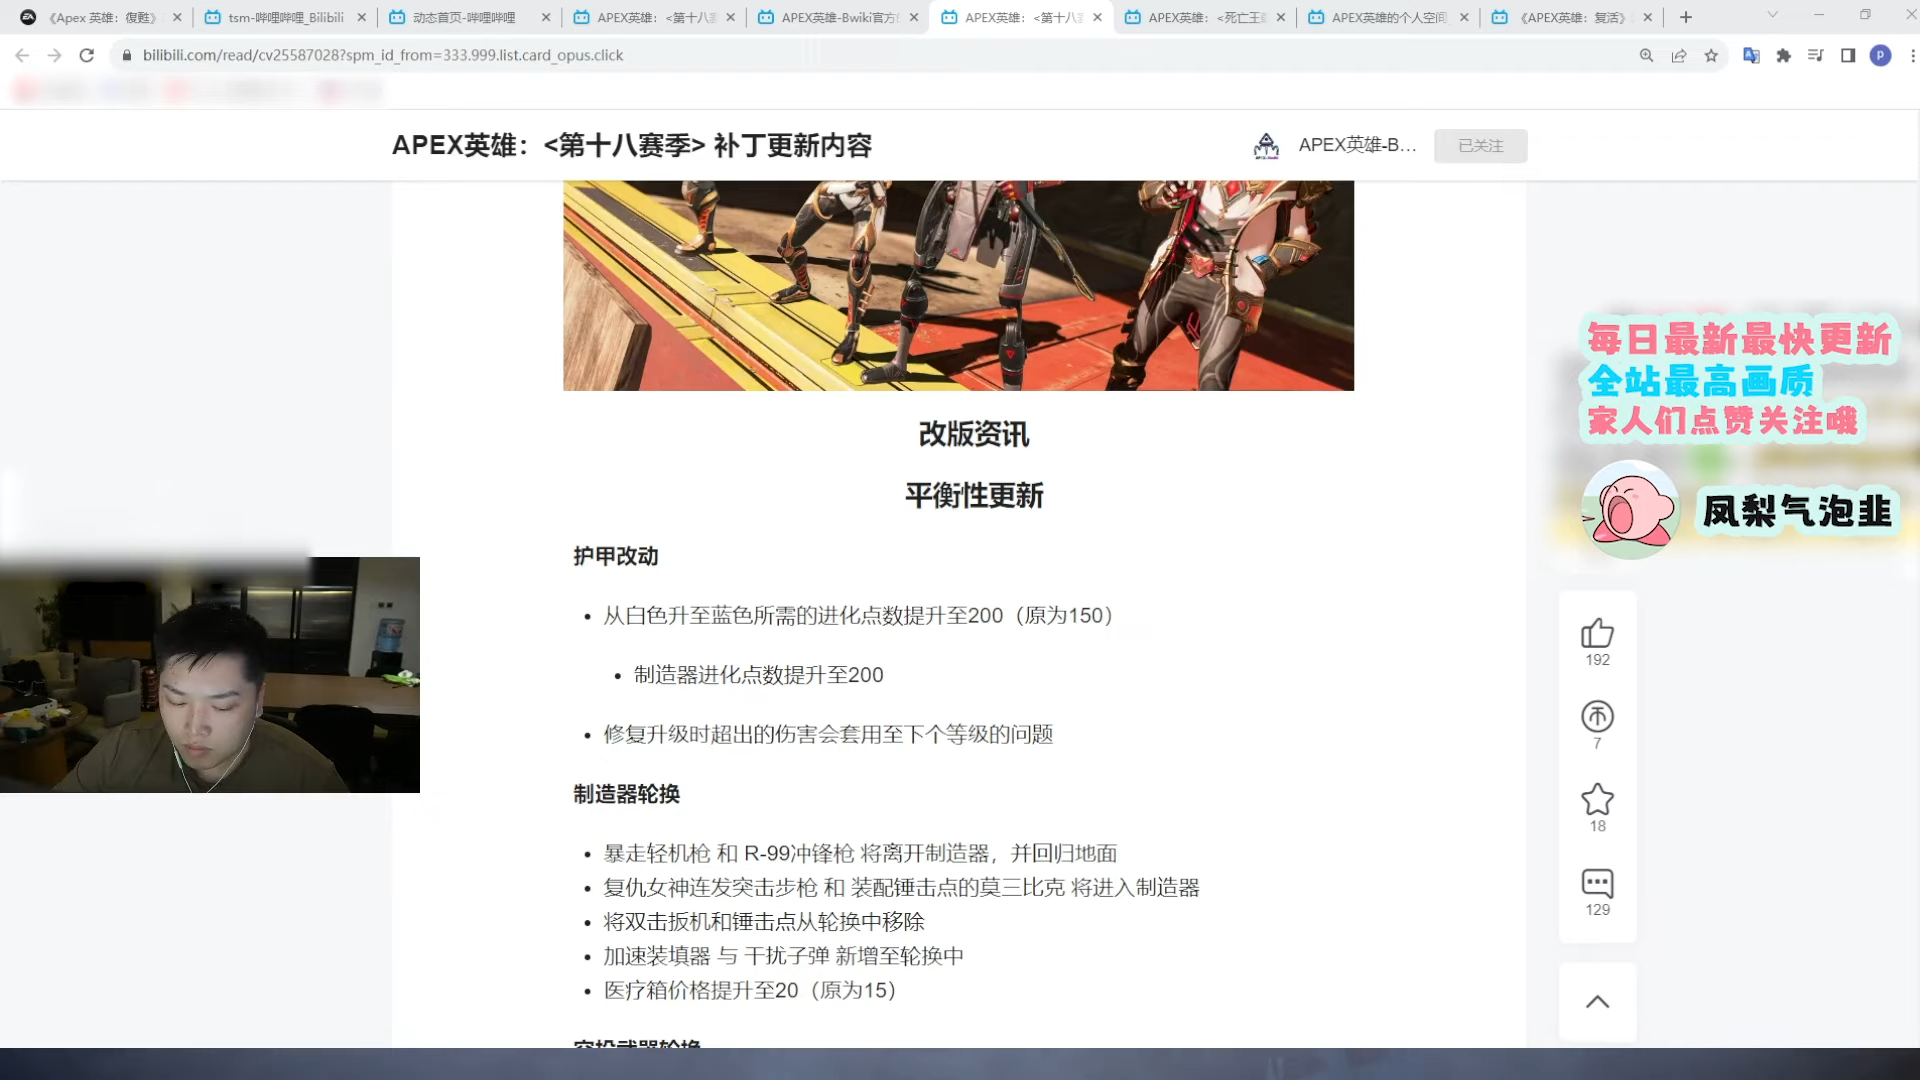 《Apex 英雄：復甦》
tsm-哔哩哔哩_Bilibili
动态首页-哔哩哔哩
APEX英雄：<第十八
APEX英雄-Bwiki官方
APEX英雄：<第十八
APEX英雄：<死亡王
APEX英雄的个人空间
《APEX英雄：复活》
bilibili.com/read/cv25587028?spm_id_from=333.999.list.card_opus.click
P
APEX英雄：<第十八赛季> 补丁更新内容
APEX英雄-B…
已关注
改版资讯
平衡性更新
护甲改动
• 从白色升至蓝色所需的进化点数提升至200（原为150）
• 制造器进化点数提升至200
• 修复升级时超出的伤害会套用至下个等级的问题
制造器轮换
• 暴走轻机枪 和 R-99冲锋枪 将离开制造器，并回归地面
• 复仇女神连发突击步枪 和 装配锤击点的莫三比克 将进入制造器
• 将双击扳机和锤击点从轮换中移除
• 加速装填器 与 干扰子弹 新增至轮换中
• 医疗箱价格提升至20（原为15）
空投武器轮换
每日最新最快更新
全站最高画质
家人们点赞关注哦
凤梨气泡韭
192
7
18
129